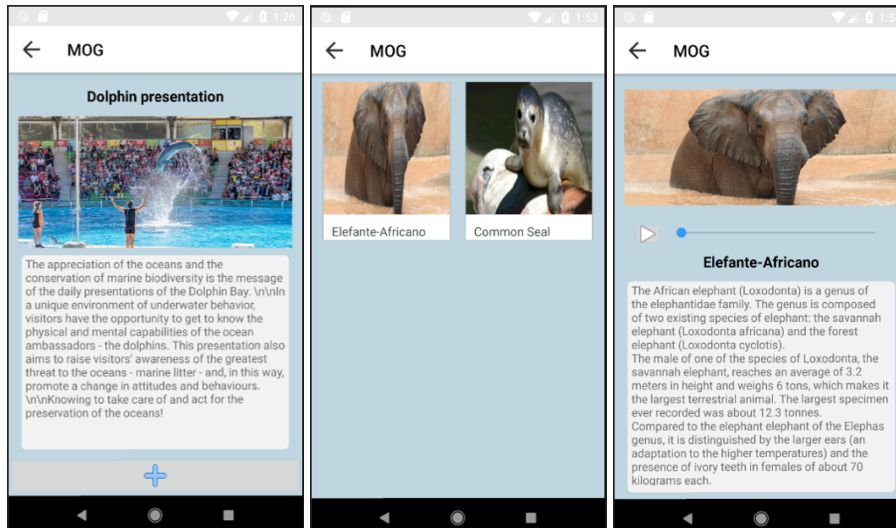 1:26
MOG
Dolphin presentation
The appreciation of the oceans and the
conservation of marine biodiversity is the message
of the daily presentations of the Dolphin Bay. \n\nIn
a unique environment of underwater behavior,
visitors have the opportunity to get to know the
physical and mental capabilities of the ocean
ambassadors - the dolphins. This presentation also
aims to raise visitors' awareness of the greatest
threat to the oceans - marine litter - and, in this way,
promote a change in attitudes and behaviours.
\n\nKnowing to take care of and act for the
preservation of the oceans!
1:53
MOG
Elefante-Africano
Common Seal
MOG
Elefante-Africano
The African elephant (Loxodonta) is a genus of
the elephantidae family. The genus is composed
of two existing species of elephant: the savannah
elephant (Loxodonta africana) and the forest
elephant (Loxodonta cyclotis).
The male of one of the species of Loxodonta, the
savannah elephant, reaches an average of 3.2
meters in height and weighs 6 tons, which makes it
the largest terrestrial animal. The largest specimen
ever recorded was about 12.3 tonnes.
Compared to the elephant elephant of the Elephas
genus, it is distinguished by the larger ears (an
adaptation to the higher temperatures) and the
presence of ivory teeth in females of about 70
kilograms each.